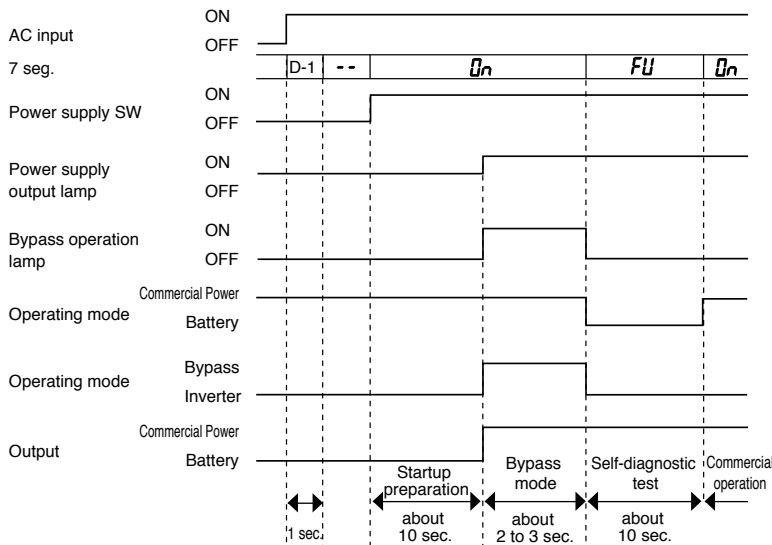 AC input ON
OFF
7 seg. D-1 -- On FU On
Power supply SW ON
OFF
Power supply output lamp ON
OFF
Bypass operation lamp ON
OFF
Operating mode Commercial Power
Battery
Operating mode Bypass
Inverter
Output Commercial Power
Battery
Startup preparation
Bypass mode
Self-diagnostic test
Commercial operation
1 sec.
about 10 sec.
about 2 to 3 sec.
about 10 sec.